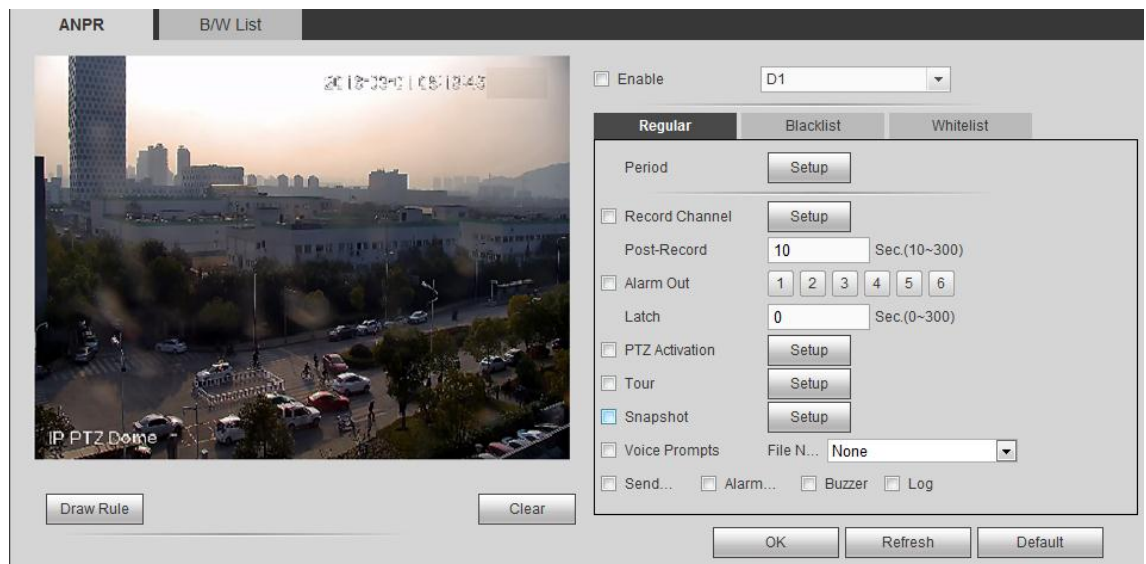 ANPR B/W List
Enable D1
Regular Blacklist Whitelist
Period Setup
Record Channel Setup
Post-Record 10 Sec.(10~300)
Alarm Out 1 2 3 4 5 6
Latch 0 Sec.(0~300)
PTZ Activation Setup
Tour Setup
Snapshot Setup
Voice Prompts File N... None
Send... Alarm... Buzzer Log
IP PTZ Dome
Draw Rule Clear
OK Refresh Default